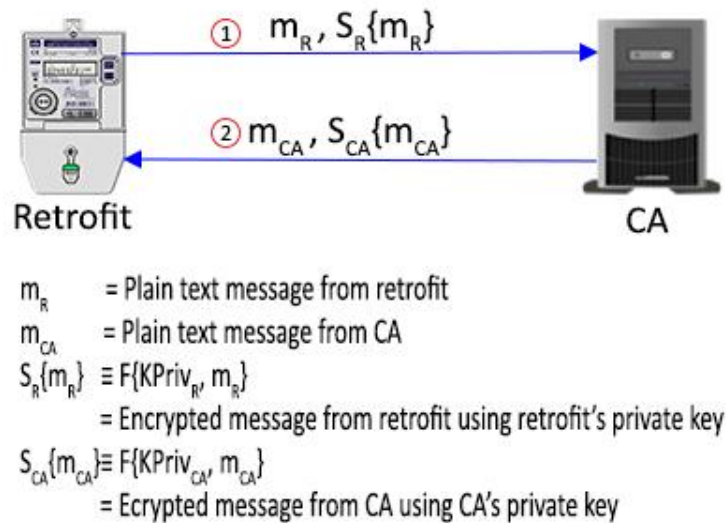 ① m_R, S_R{m_R}
② m_CA, S_CA{m_CA}
Retrofit
CA
m_R = Plain text message from retrofit
m_CA = Plain text message from CA
S_R{m_R} ≡ F{KPriv_R, m_R}
= Encrypted message from retrofit using retrofit's private key
S_CA{m_CA}≡ F{KPriv_CA, m_CA}
= Ecrypted message from CA using CA's private key